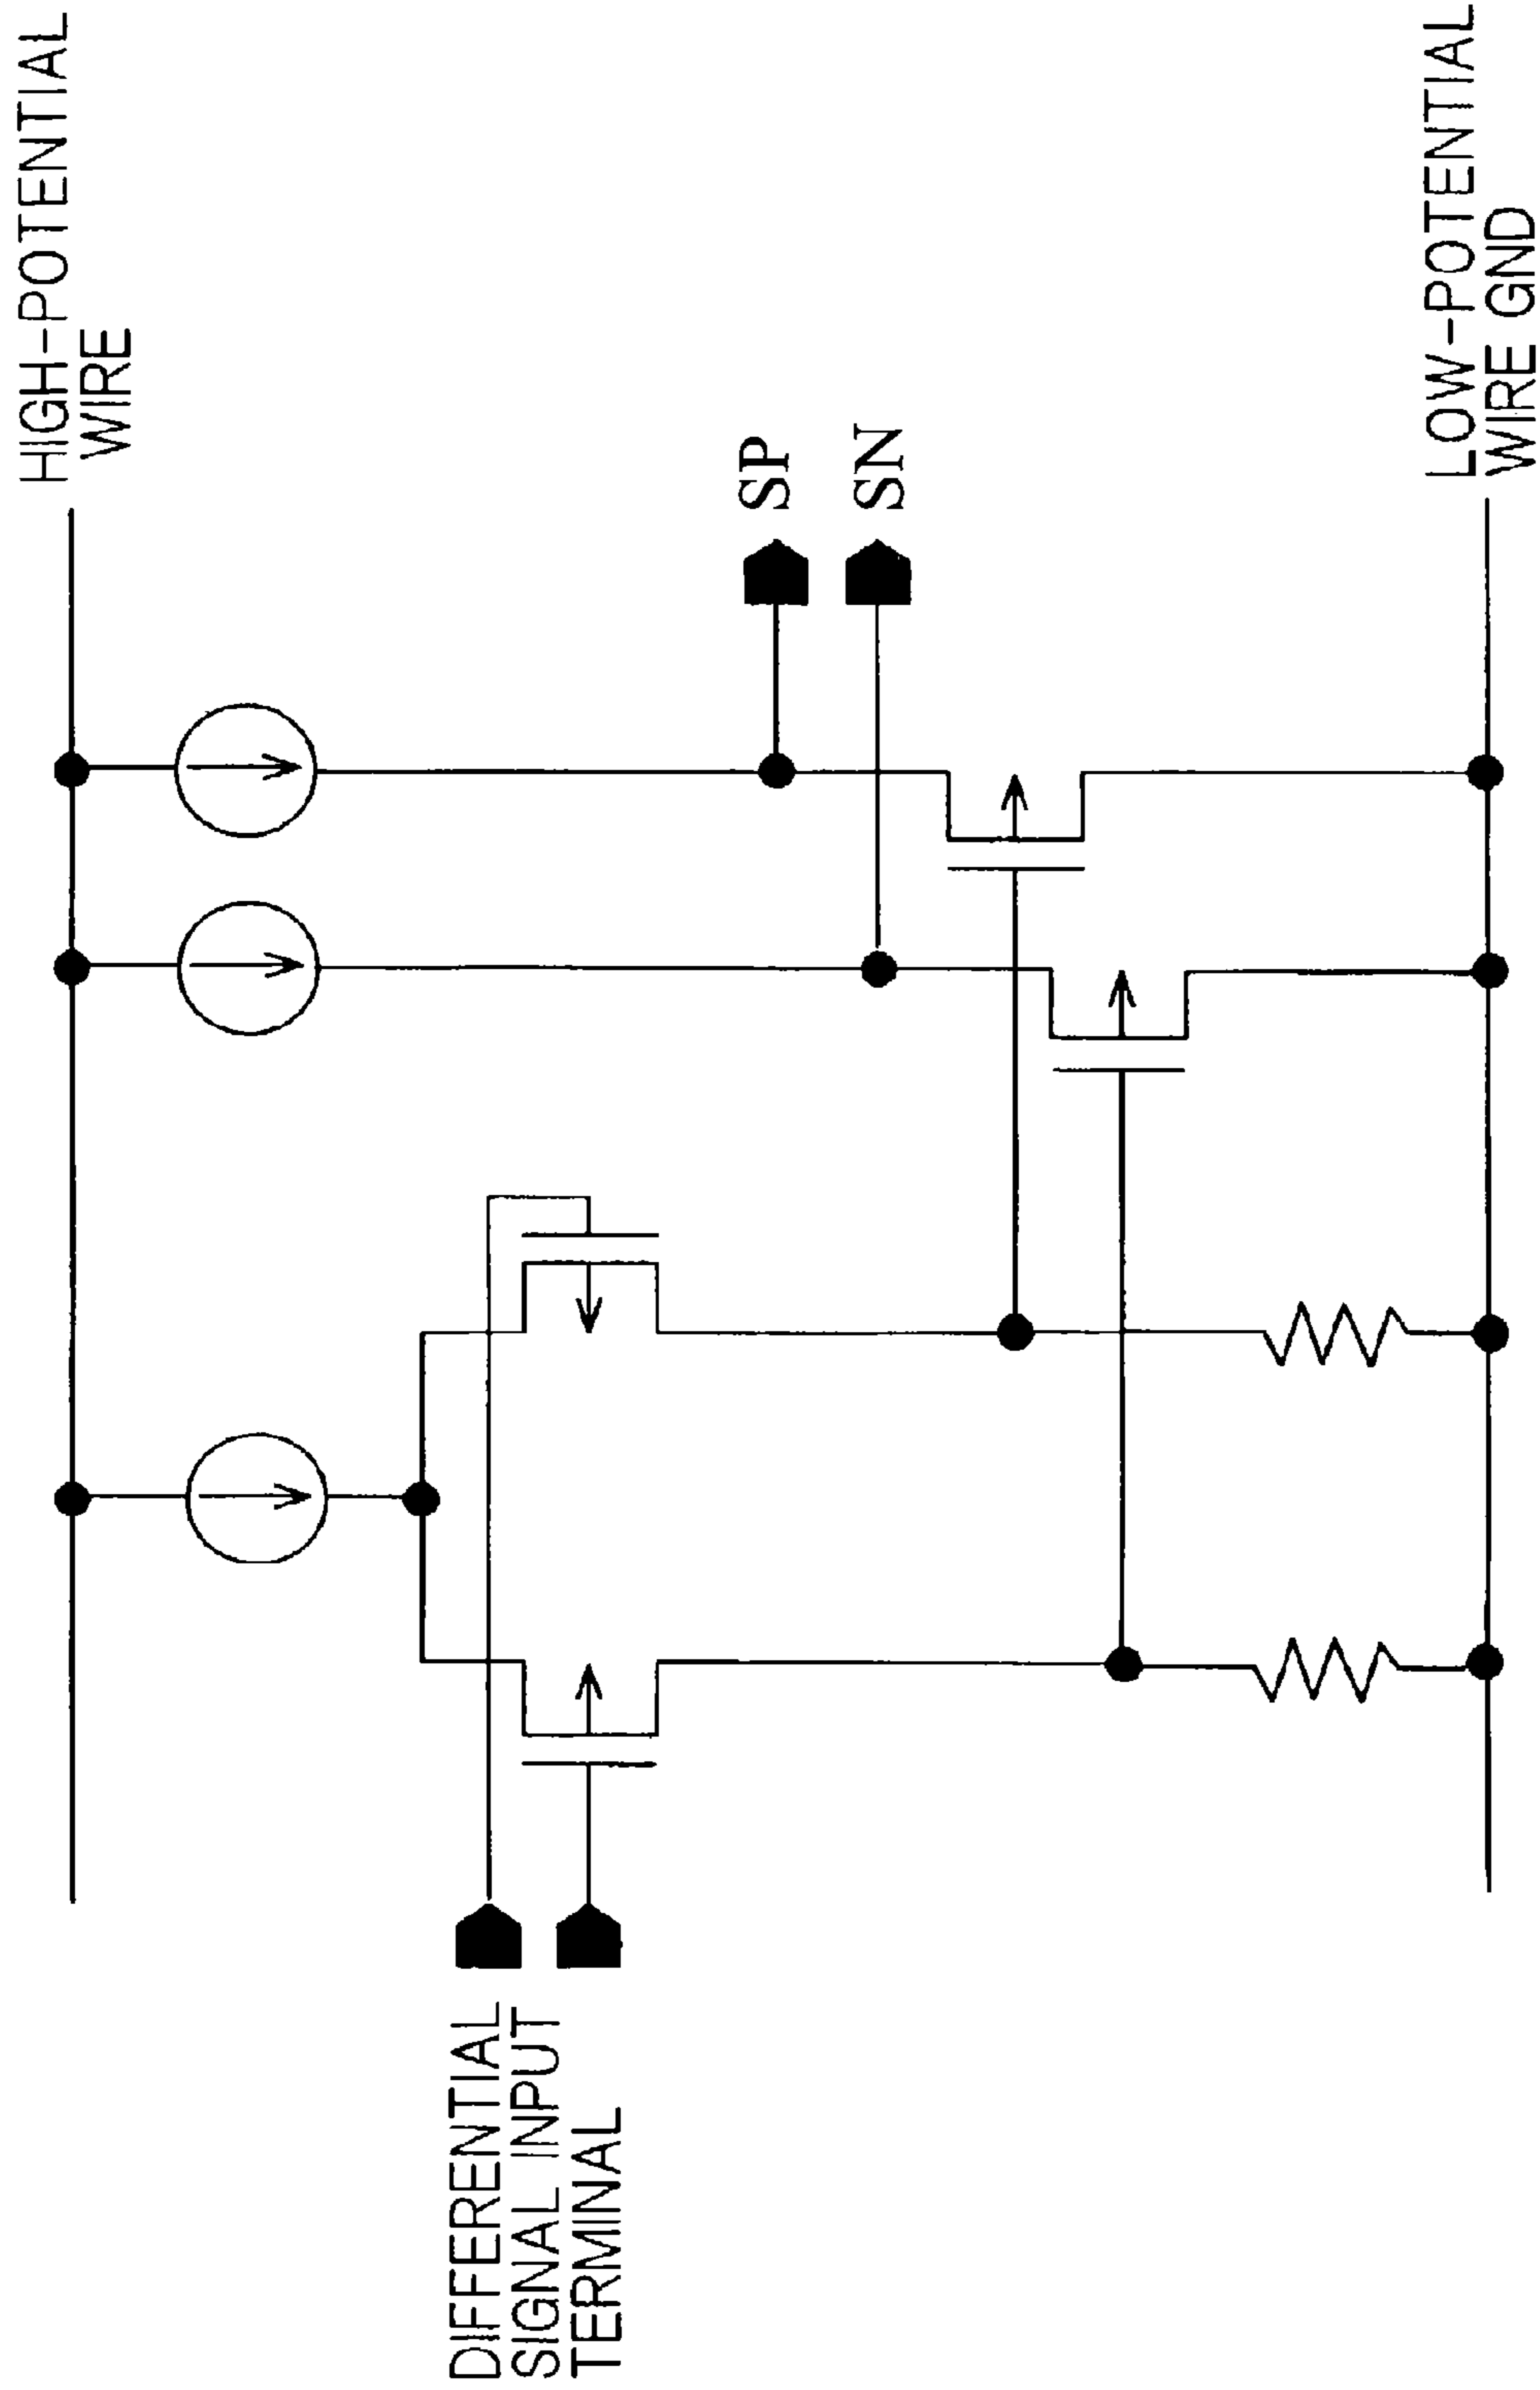 HIGH-POTENTIAL
WIRE
SP
SN
DIFFERENTIAL
SIGNAL INPUT
TERMINAL
LOW-POTENTIAL
WIRE GND